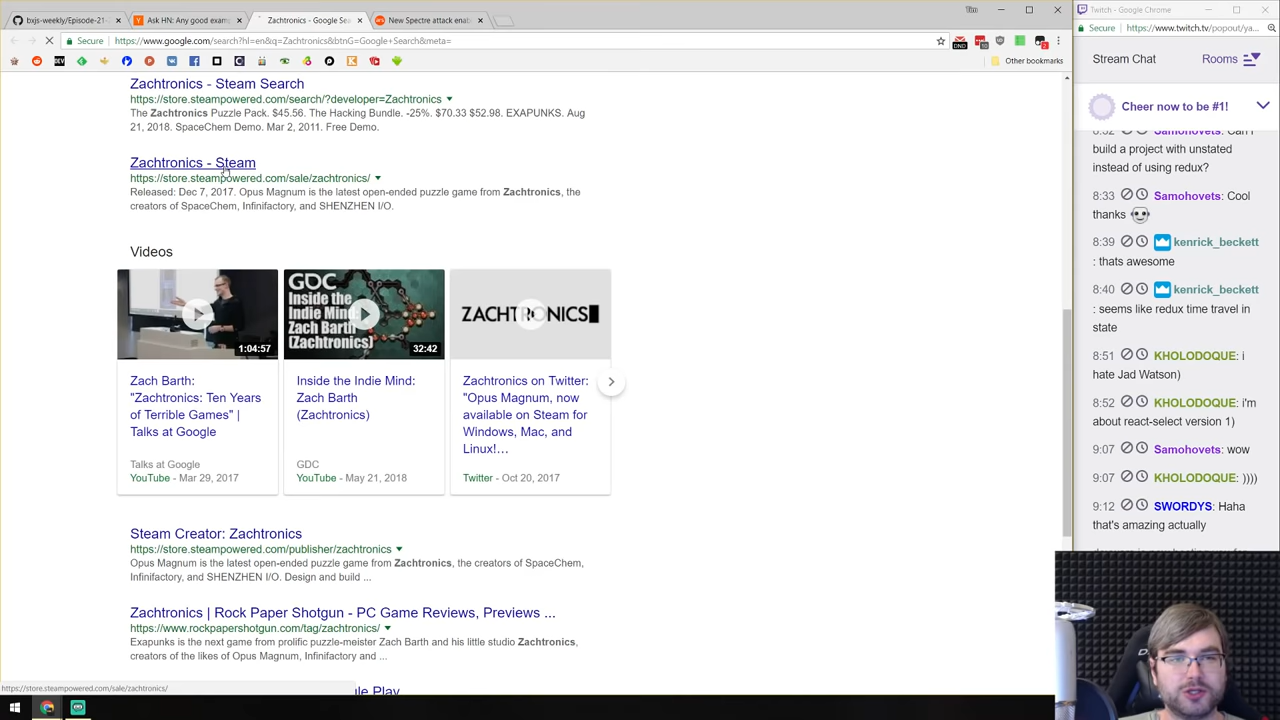 bxjs-weekly/Episode-21-2
Ask HN: Any good exam
Zachtronics - Google Sea
New Spectre attack enab
Tim
Twitch - Google Chrome
Secure
https://www.google.com/search?hl=en&q=Zachtronics&btnG=Google+Search&meta=
Secure
https://www.twitch.tv/popout/ya...
Other bookmarks
Stream Chat
Rooms
Cheer now to be #1!
Zachtronics - Steam Search
https://store.steampowered.com/search/?developer=Zachtronics
The Zachtronics Puzzle Pack. $45.56. The Hacking Bundle. -25%. $70.33 $52.98. EXAPUNKS. Aug
21, 2018. SpaceChem Demo. Mar 2, 2011. Free Demo.
Zachtronics - Steam
https://store.steampowered.com/sale/zachtronics/
Released: Dec 7, 2017. Opus Magnum is the latest open-ended puzzle game from Zachtronics, the
creators of SpaceChem, Infinifactory, and SHENZHEN I/O.
Videos
GDC
Inside the
Indie Mind:
Zach Barth
(Zachtronics)
ZACHTRONICS
1:04:57
32:42
Zach Barth:
"Zachtronics: Ten
Years of
Terrible Games" |
Talks at Google
Talks at Google
YouTube - Mar 29, 2017
Inside the Indie Mind:
Zach Barth
(Zachtronics)
GDC
YouTube - May 21, 2018
Zachtronics on Twitter:
"Opus Magnum, now
available on Steam for
Windows, Mac, and
Linux!…
Twitter - Oct 20, 2017
Steam Creator: Zachtronics
https://store.steampowered.com/publisher/zachtronics
Opus Magnum is the latest open-ended puzzle game from Zachtronics, the creators of SpaceChem,
Infinifactory, and SHENZHEN I/O. Design and build ...
Zachtronics | Rock Paper Shotgun - PC Game Reviews, Previews ...
https://www.rockpapershotgun.com/tag/zachtronics/
Exapunks is the next game from prolific puzzle-meister Zach Barth and his little studio Zachtronics,
creators of the likes of Opus Magnum, Infinifactory and ...
https://store.steampowered.com/sale/zachtronics/
le Play
8:32 Samohovets: Can I
build a project with unstated
instead of using redux?
8:33 Samohovets: Cool
thanks
8:39 kenrick_beckett
: thats awesome
8:40 kenrick_beckett
: seems like redux time travel in
state
8:51 KHOLODOQUE: i
hate Jad Watson)
8:52 KHOLODOQUE: i'm
about react-select version 1)
9:07 Samohovets: wow
9:07 KHOLODOQUE: ))))
9:12 SWORDYS: Haha
that's amazing actually